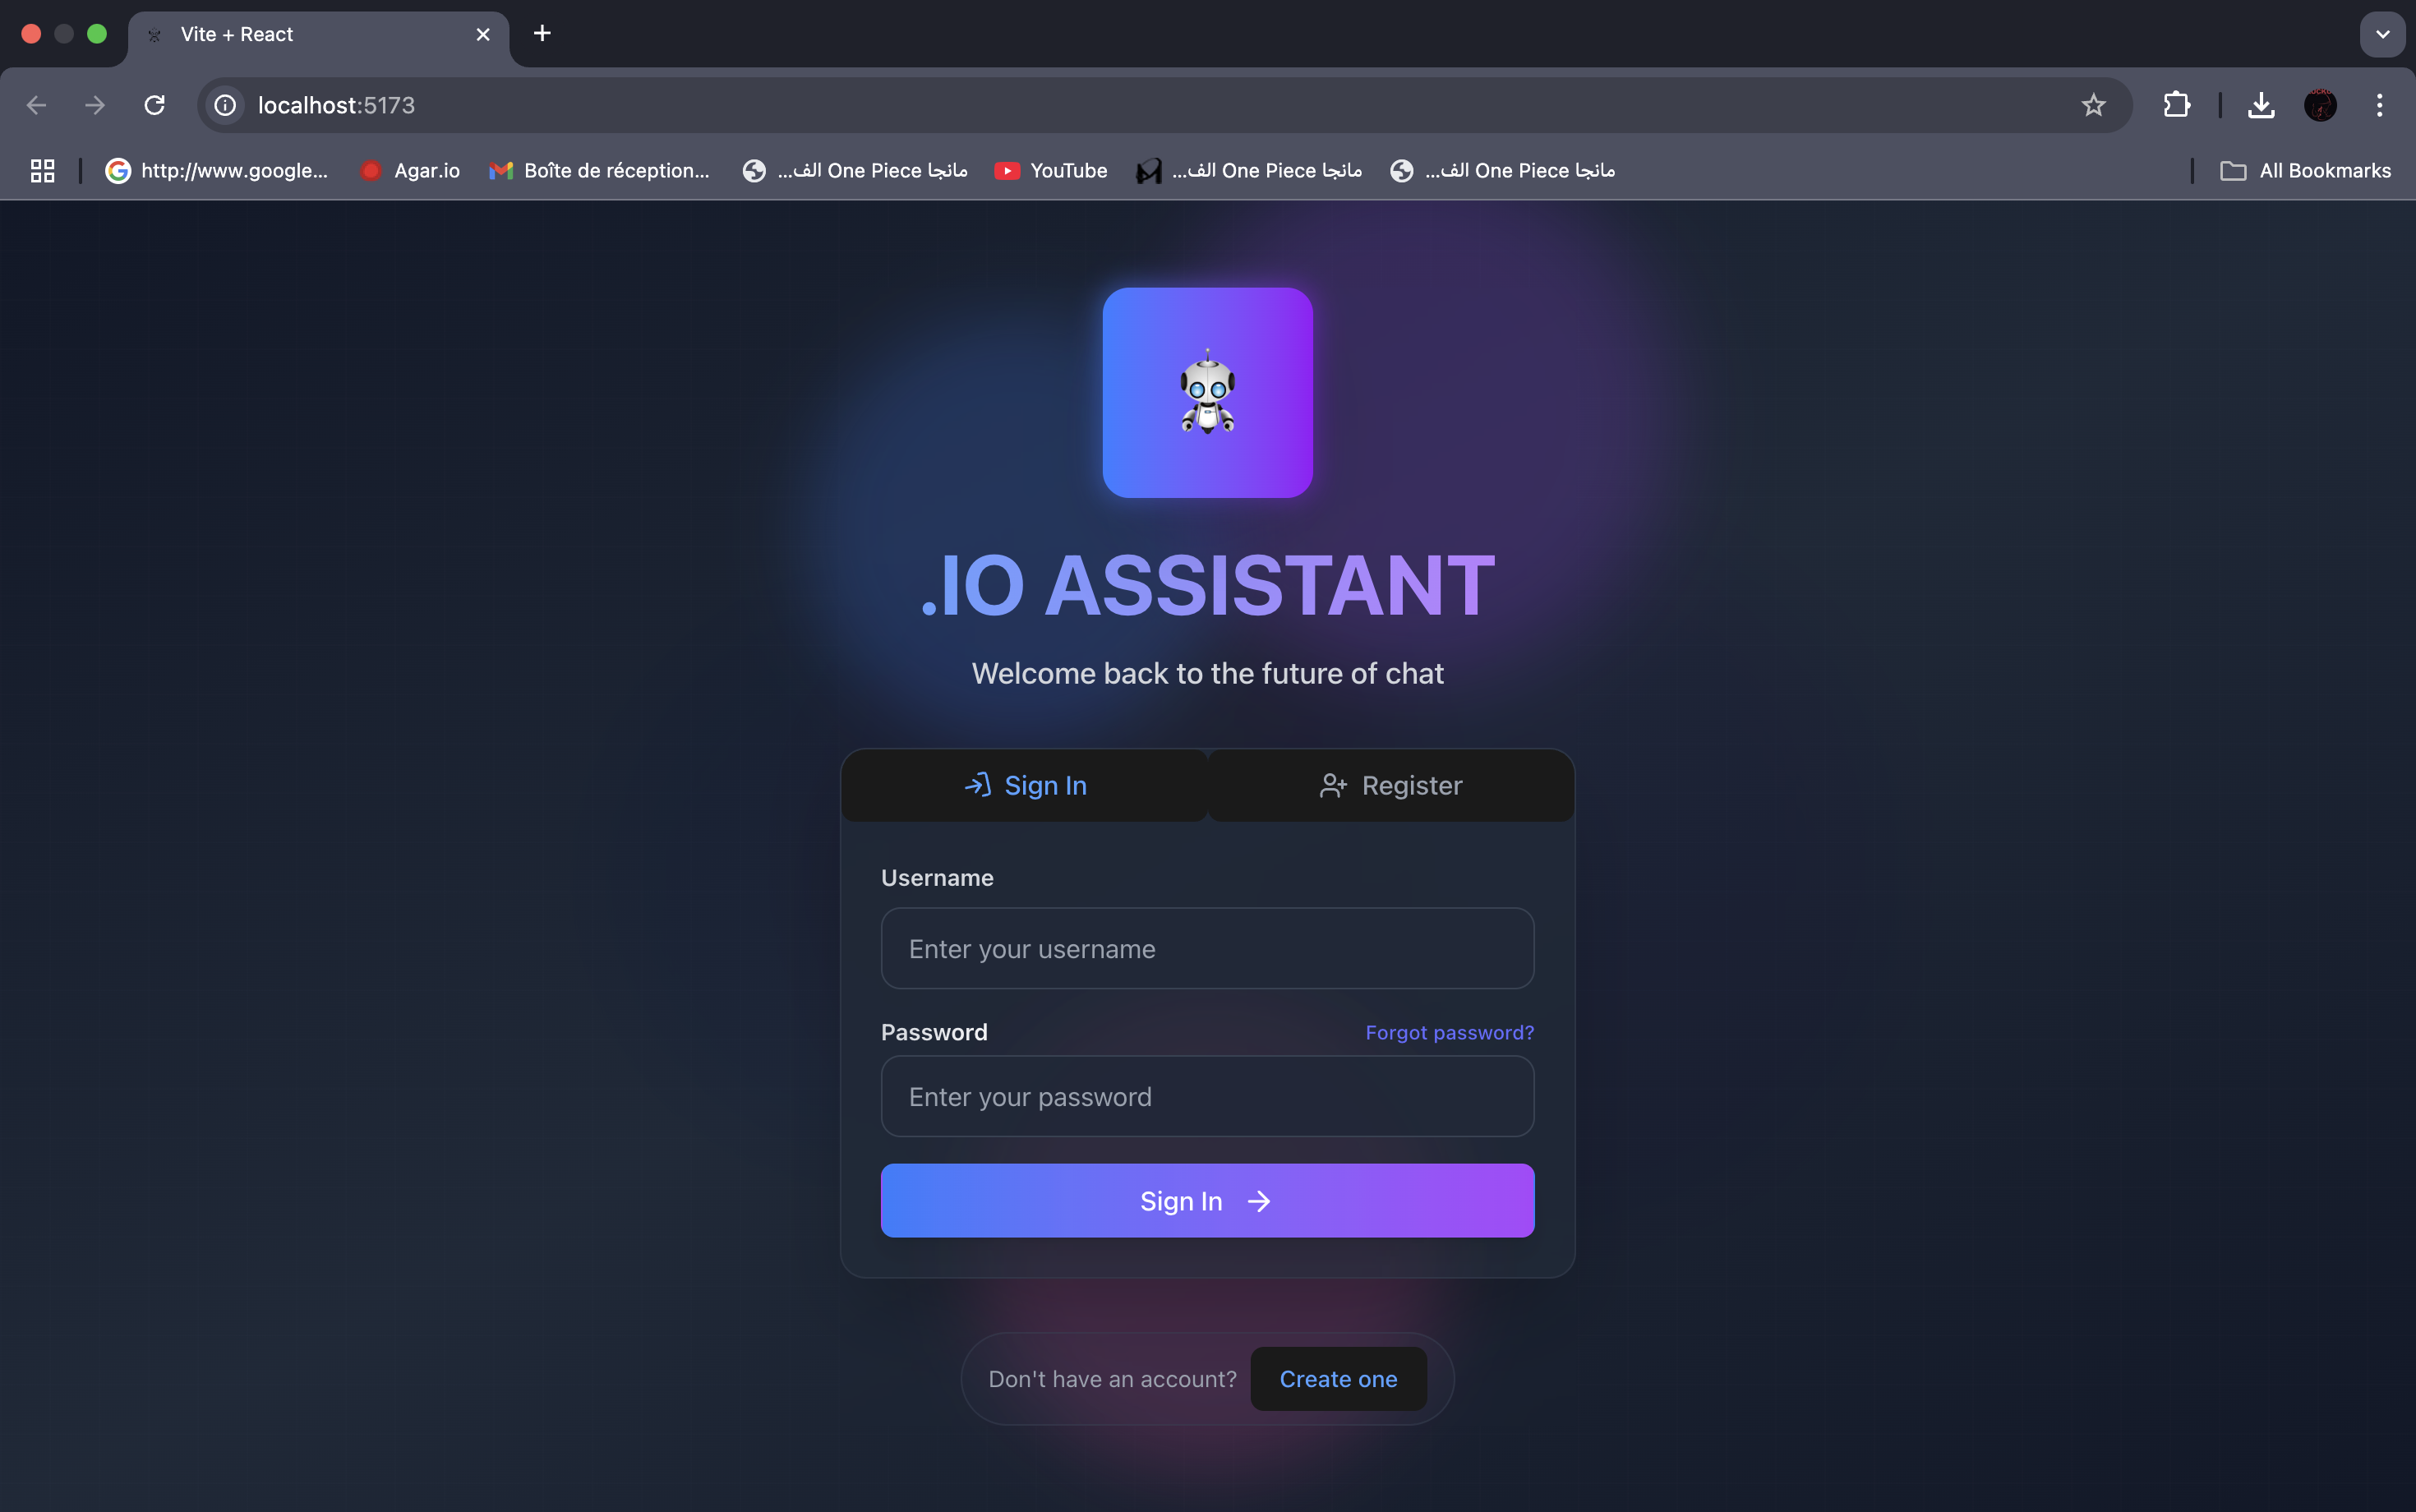 Vite + React
localhost:5173
http://www.google...
Agar.io
Boîte de réception...
مانجا One Piece الف...
YouTube
مانجا One Piece الف...
مانجا One Piece الف...
All Bookmarks
.IO ASSISTANT
Welcome back to the future of chat
Sign In
Register
Username
Enter your username
Password
Forgot password?
Enter your password
Sign In →
Don't have an account?
Create one